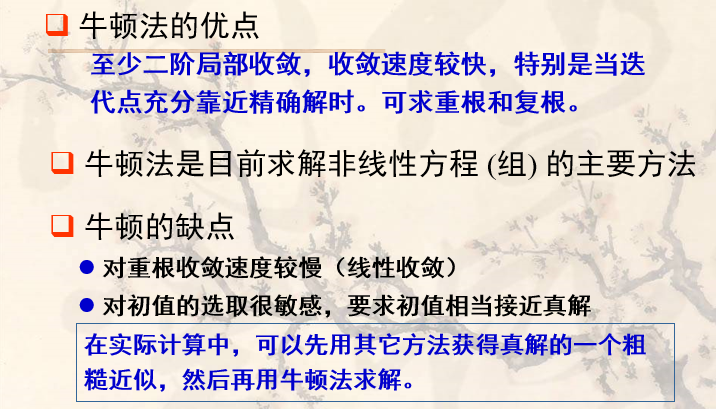 牛顿法的优点
至少二阶局部收敛，收敛速度较快，特别是当迭
代点充分靠近精确解时。可求重根和复根。
牛顿法是目前求解非线性方程 (组) 的主要方法
牛顿的缺点
对重根收敛速度较慢（线性收敛）
对初值的选取很敏感，要求初值相当接近真解
在实际计算中，可以先用其它方法获得真解的一个粗
糙近似，然后再用牛顿法求解。